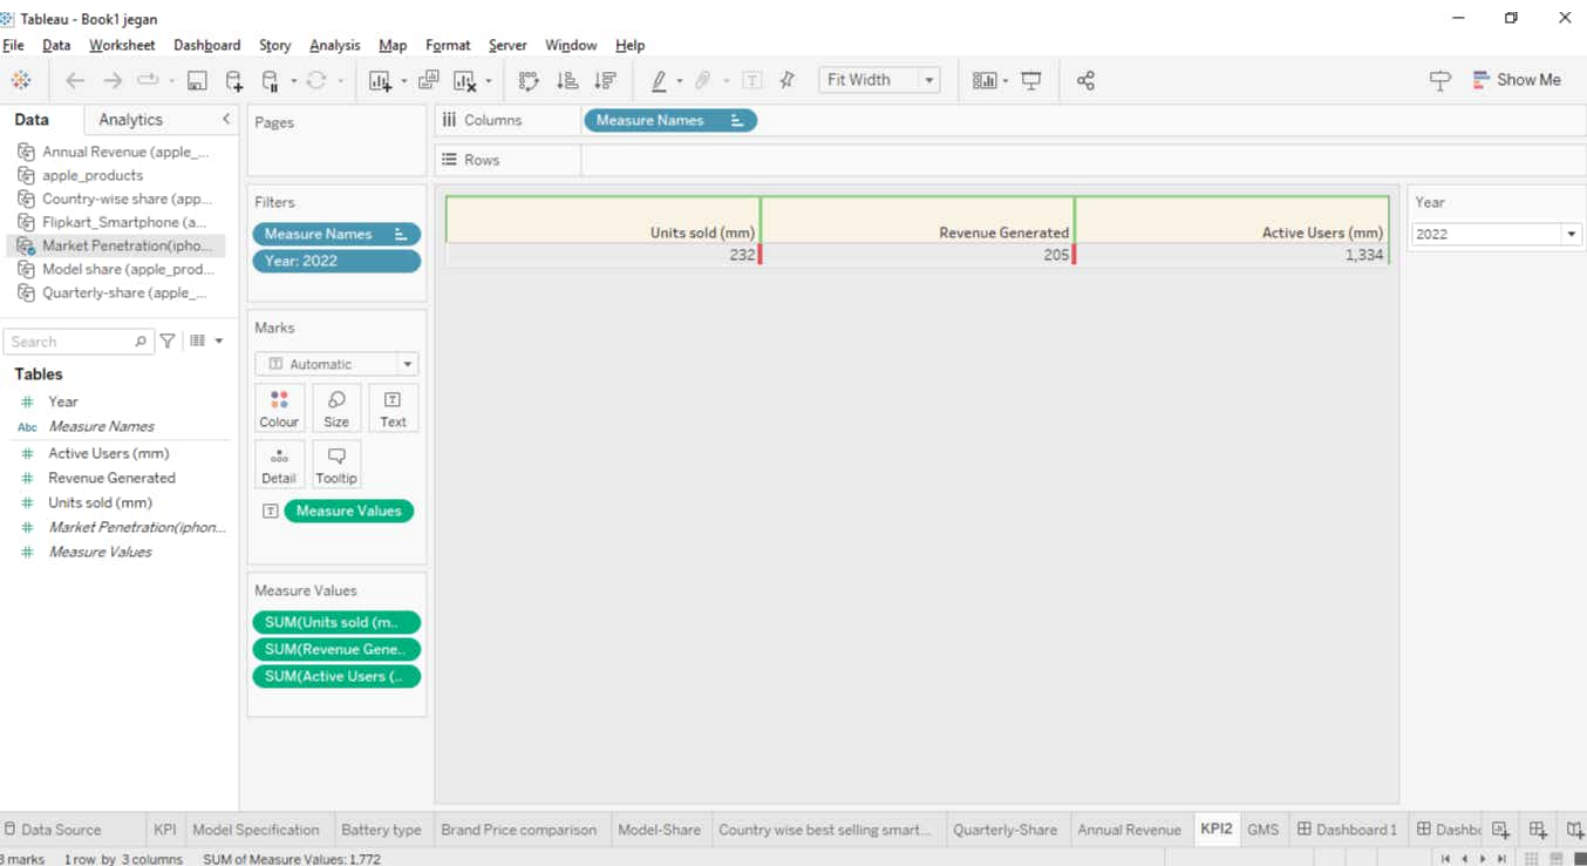 Tableau - Book1 jegan
File Data Worksheet Dashboard Story Analysis Map Format Server Window Help
Fit Width
Show Me
Data Analytics
Annual Revenue (apple_...
apple_products
Country-wise share (app...
Flipkart_Smartphone (a...
Market Penetration(ipho...
Model share (apple_prod...
Quarterly-share (apple_...
Search
Tables
# Year
Abc Measure Names
# Active Users (mm)
# Revenue Generated
# Units sold (mm)
# Market Penetration(iphon...
# Measure Values
Pages
Filters
Measure Names
Year: 2022
Marks
T Automatic
Colour Size Text
Detail Tooltip
T Measure Values
Measure Values
SUM(Units sold (m..
SUM(Revenue Gene..
SUM(Active Users (..
iii Columns Measure Names
Rows
Units sold (mm) Revenue Generated Active Users (mm)
232 205 1,334
Year
2022
Data Source KPI Model Specification Battery type Brand Price comparison Model-Share Country wise best selling smart... Quarterly-Share Annual Revenue KPI2 GMS Dashboard 1 Dashb
3 marks 1 row by 3 columns SUM of Measure Values: 1,772